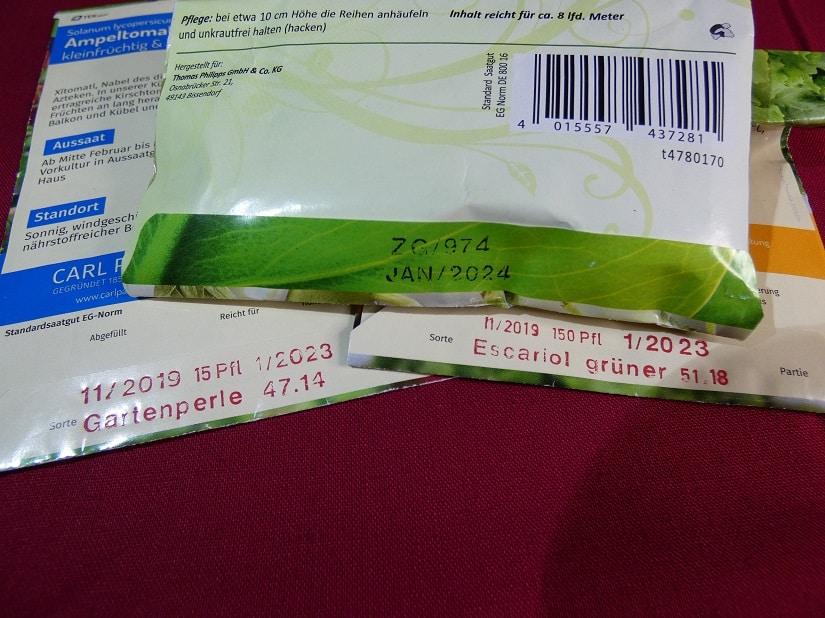 Solanum lycopersicum
Ampeltoma
kleinfrüchtig &
Xitomatl, Nabel des
Azteken. In unserer
ertragreiche Kirschtom
Früchten an lang hera
Balkon und Kübel un
Aussaat
Ab Mitte Februar bis
Vorkultur in Aussaatg
Haus
Standort
Sonnig, windgeschü
nährstoffreicher B
CARL
GEGRÜNDET
www.carlpa
Standardsaatgut EG-Norm
Abgefüllt Reicht für
11/2019 15 Pfl 1/2023
Sorte Gartenperle 47.14
Pflege: bei etwa 10 cm Höhe die Reihen anhäufeln
und unkrautfrei halten (hacken)
Inhalt reicht für ca. 8 lfd. Meter
Hergestellt für:
Thomas Philipps GmbH & Co. KG
Osnabrücker Str. 21,
49143 Bissendorf
Standard Saatgut
EG Norm DE 800 16
4 015557 437281
t4780170
ZG/974
JAN/2024
11/2019 150 Pfl 1/2023
Sorte Escariol grüner 51.18
Partie